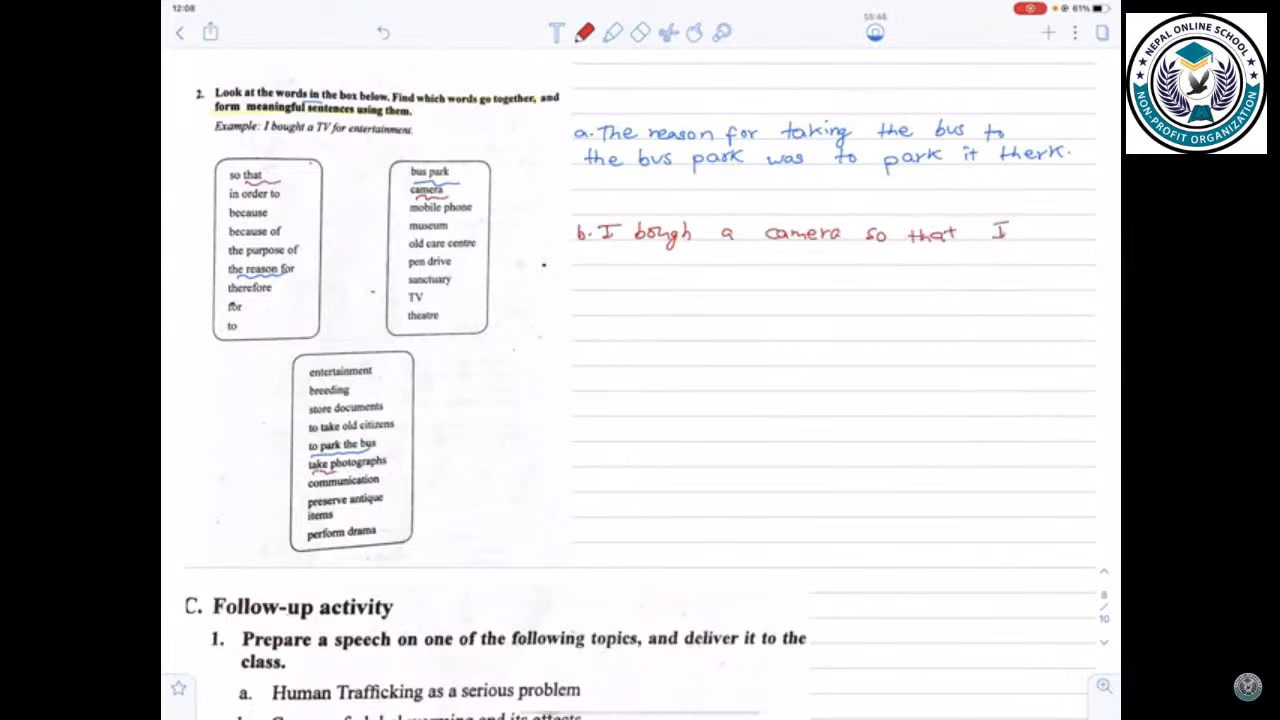 12:08
55:46
61%
NEPAL ONLINE SCHOOL
NON-PROFIT ORGANIZATION
2. Look at the words in the box below. Find which words go together, and
form meaningful sentences using them.
Example: I bought a TV for entertainment.
so that
in order to
because
because of
the purpose of
the reason for
therefore
for
to
bus park
camera
mobile phone
museum
old care centre
pen drive
sanctuary
TV
theatre
entertainment
breeding
store documents
to take old citizens
to park the bus
take photographs
communication
preserve antique
items
perform drama
a. The reason for taking the bus to
the bus park was to park it therk.
b. I bough a camera so that I
C. Follow-up activity
1. Prepare a speech on one of the following topics, and deliver it to the
class.
a. Human Trafficking as a serious problem
8
/
10